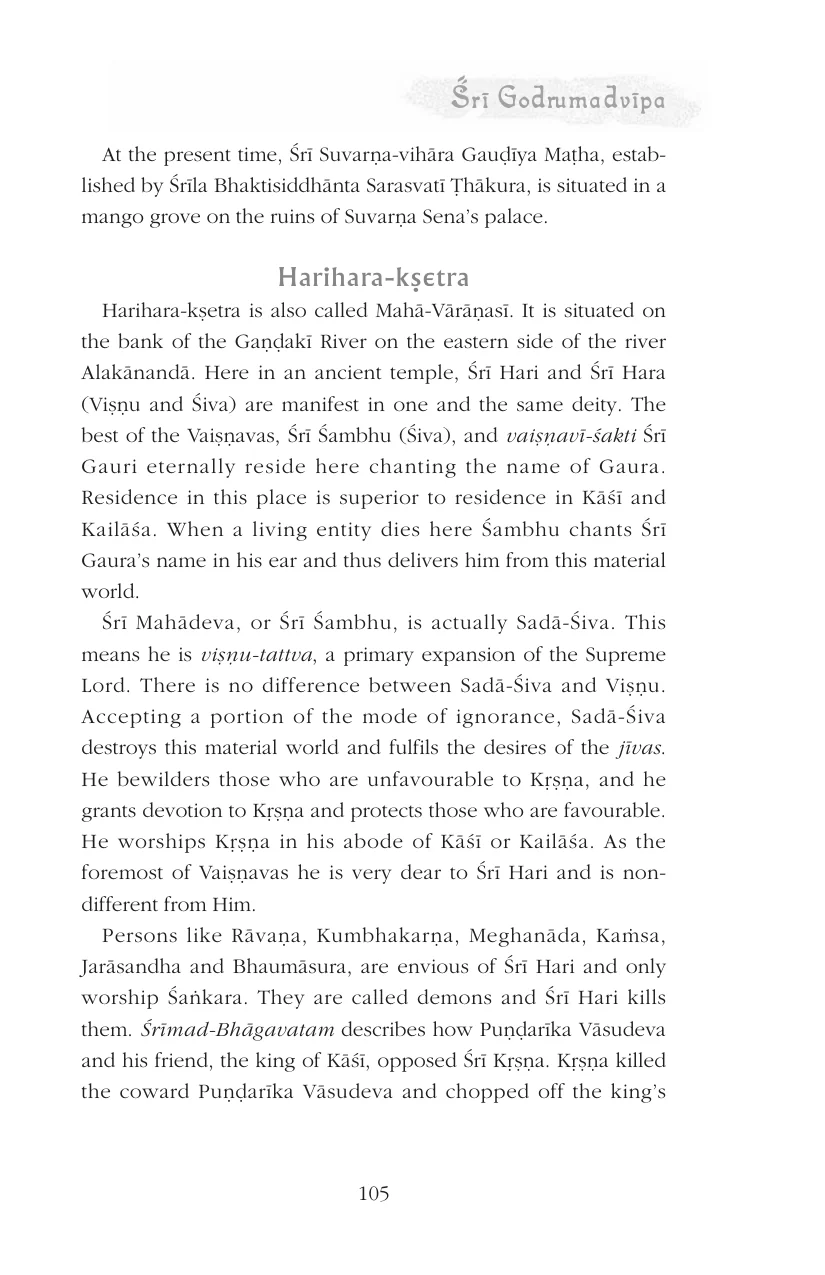 Śrī Godrumadvīpa
At the present time, Śrī Suvarṇa-vihāra Gauḍīya Maṭha, estab-
lished by Śrīla Bhaktisiddhānta Sarasvatī Ṭhākura, is situated in a
mango grove on the ruins of Suvarṇa Sena’s palace.
Harihara-kṣetra
Harihara-kṣetra is also called Mahā-Vārāṇasī. It is situated on
the bank of the Gaṇḍakī River on the eastern side of the river
Alakānandā. Here in an ancient temple, Śrī Hari and Śrī Hara
(Viṣṇu and Śiva) are manifest in one and the same deity. The
best of the Vaiṣṇavas, Śrī Śambhu (Śiva), and vaiṣṇavī-śakti Śrī
Gauri eternally reside here chanting the name of Gaura.
Residence in this place is superior to residence in Kāśī and
Kailāśa. When a living entity dies here Śambhu chants Śrī
Gaura’s name in his ear and thus delivers him from this material
world.
Śrī Mahādeva, or Śrī Śambhu, is actually Sadā-Śiva. This
means he is viṣṇu-tattva, a primary expansion of the Supreme
Lord. There is no difference between Sadā-Śiva and Viṣṇu.
Accepting a portion of the mode of ignorance, Sadā-Śiva
destroys this material world and fulfils the desires of the jīvas.
He bewilders those who are unfavourable to Kṛṣṇa, and he
grants devotion to Kṛṣṇa and protects those who are favourable.
He worships Kṛṣṇa in his abode of Kāśī or Kailāśa. As the
foremost of Vaiṣṇavas he is very dear to Śrī Hari and is non-
different from Him.
Persons like Rāvaṇa, Kumbhakarṇa, Meghanāda, Kaṁsa,
Jarāsandha and Bhaumāsura, are envious of Śrī Hari and only
worship Śaṅkara. They are called demons and Śrī Hari kills
them. Śrīmad-Bhāgavatam describes how Puṇḍarīka Vāsudeva
and his friend, the king of Kāśī, opposed Śrī Kṛṣṇa. Kṛṣṇa killed
the coward Puṇḍarīka Vāsudeva and chopped off the king’s
105